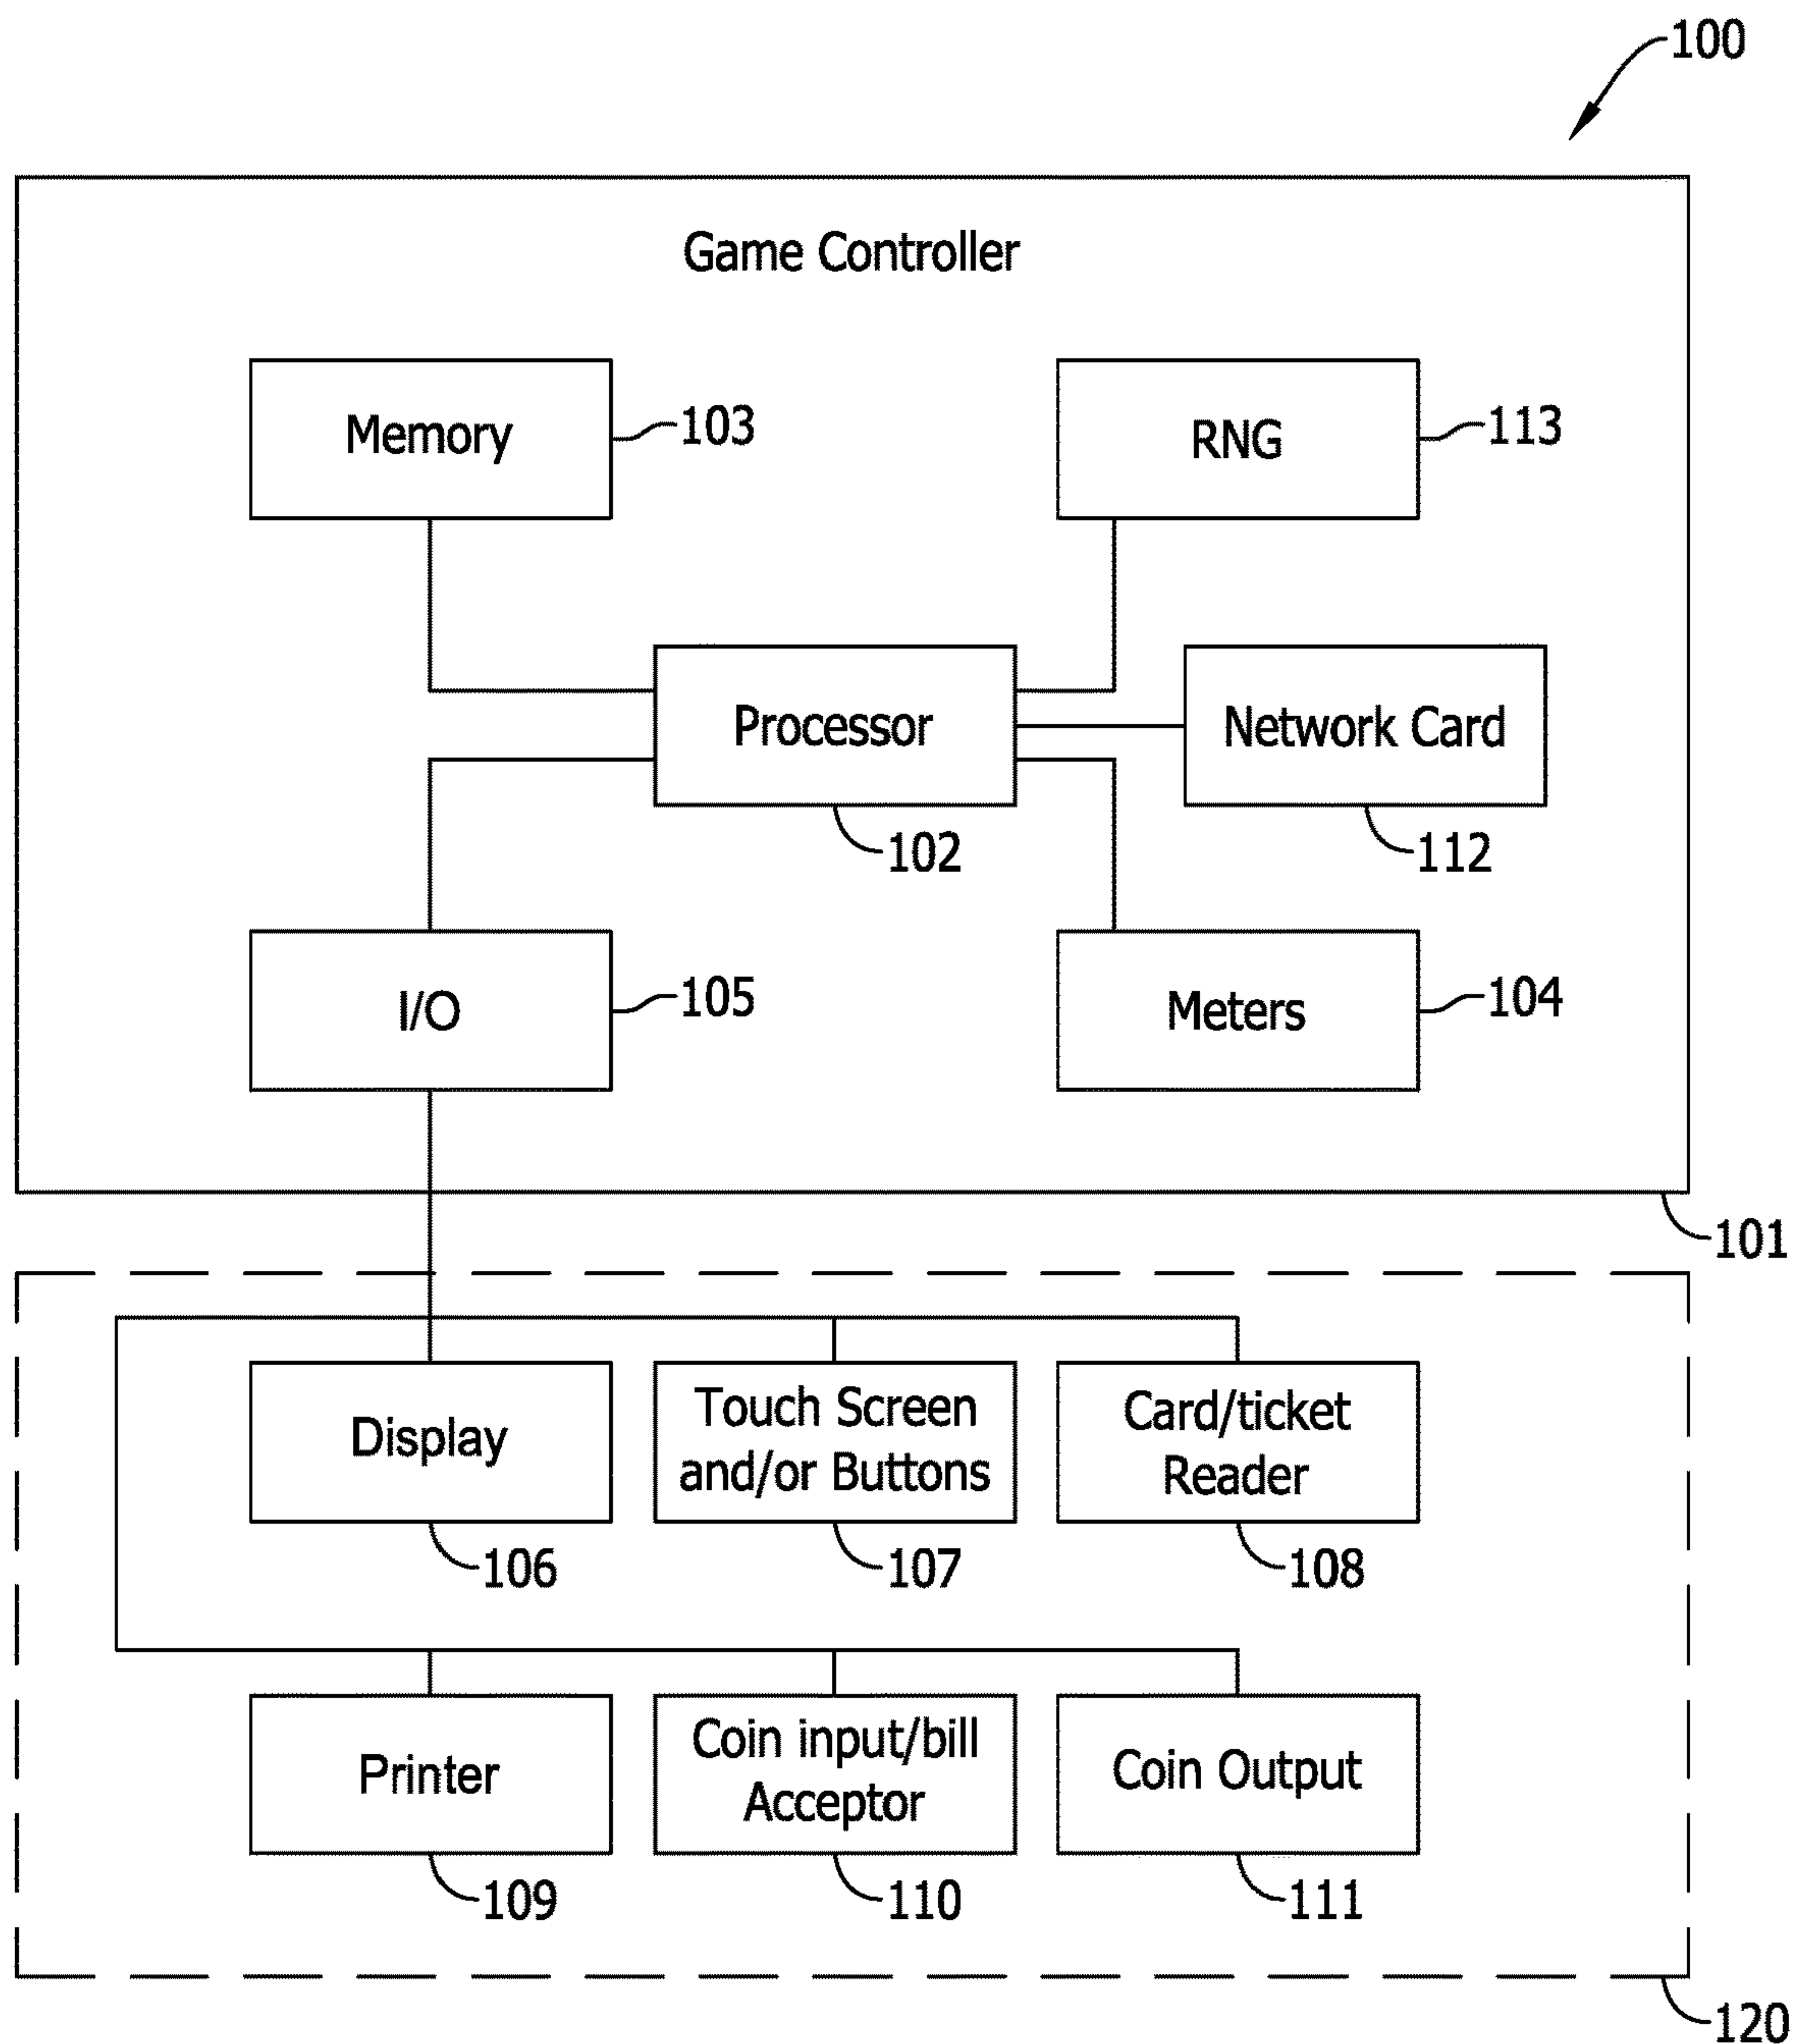 100
Game Controller
Memory
103
RNG
113
Processor
102
Network Card
112
I/O
105
Meters
104
101
Display
106
Touch Screen
and/or Buttons
107
Card/ticket
Reader
108
Printer
109
Coin input/bill
Acceptor
110
Coin Output
111
120